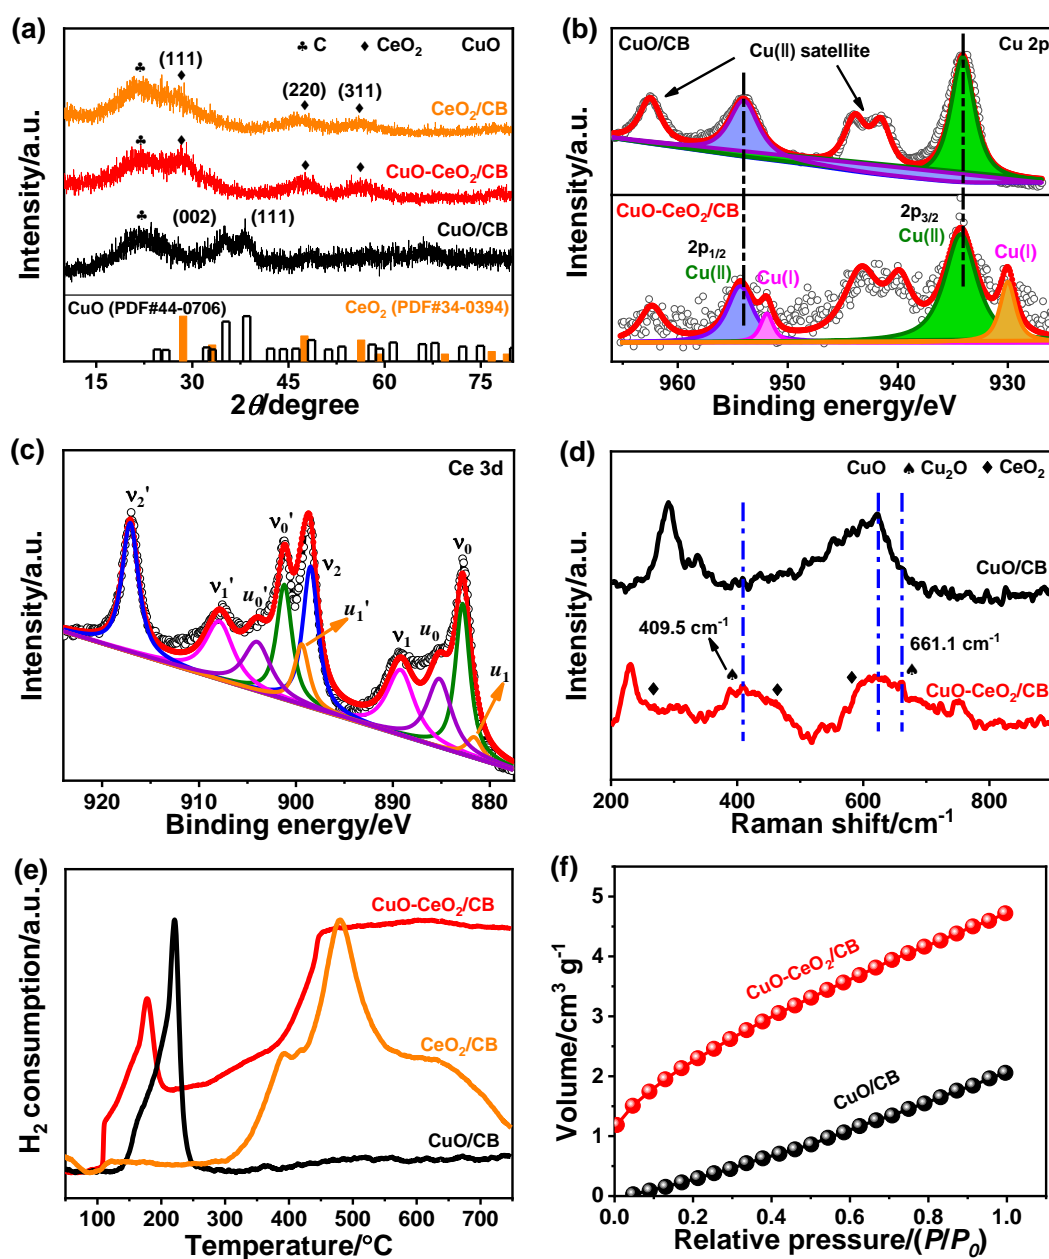 (a)
♣ C ♦ CeO₂ CuO
(111)
(220) (311)
CeO₂/CB
CuO-CeO₂/CB
(002) (111)
CuO/CB
CuO (PDF#44-0706) CeO₂ (PDF#34-0394)
15 30 45 60 75
2θ/degree
Intensity/a.u.
(b)
CuO/CB Cu(II) satellite Cu 2p
CuO-CeO₂/CB
2p₁/₂ Cu(II) Cu(I)
2p₃/₂ Cu(II) Cu(I)
960 950 940 930
Binding energy/eV
Intensity/a.u.
(c)
Ce 3d
ν₂' ν₁' u₀' ν₀' ν₂ u₁' ν₁ u₀ ν₀ u₁
920 910 900 890 880
Binding energy/eV
Intensity/a.u.
(d)
CuO ♠ Cu₂O ♦ CeO₂
CuO/CB
409.5 cm⁻¹ 661.1 cm⁻¹
CuO-CeO₂/CB
200 400 600 800
Raman shift/cm⁻¹
Intensity/a.u.
(e)
CuO-CeO₂/CB
CeO₂/CB
CuO/CB
100 200 300 400 500 600 700
Temperature/°C
H₂ consumption/a.u.
(f)
CuO-CeO₂/CB
CuO/CB
5
4
3
2
1
0
0.0 0.2 0.4 0.6 0.8 1.0
Relative pressure/(P/P₀)
Volume/cm³ g⁻¹